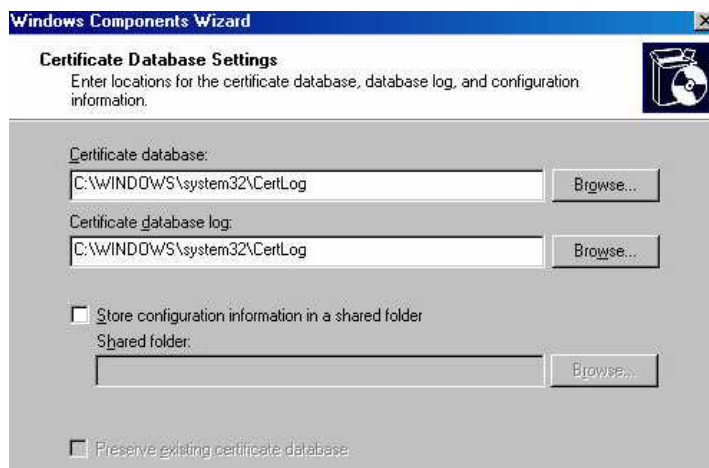 Windows Components Wizard
Certificate Database Settings
Enter locations for the certificate database, database log, and configuration
information.
Certificate database:
C:\WINDOWS\system32\CertLog
Browse...
Certificate database log:
C:\WINDOWS\system32\CertLog
Browse...
Store configuration information in a shared folder
Shared folder:
Browse...
Preserve existing certificate database